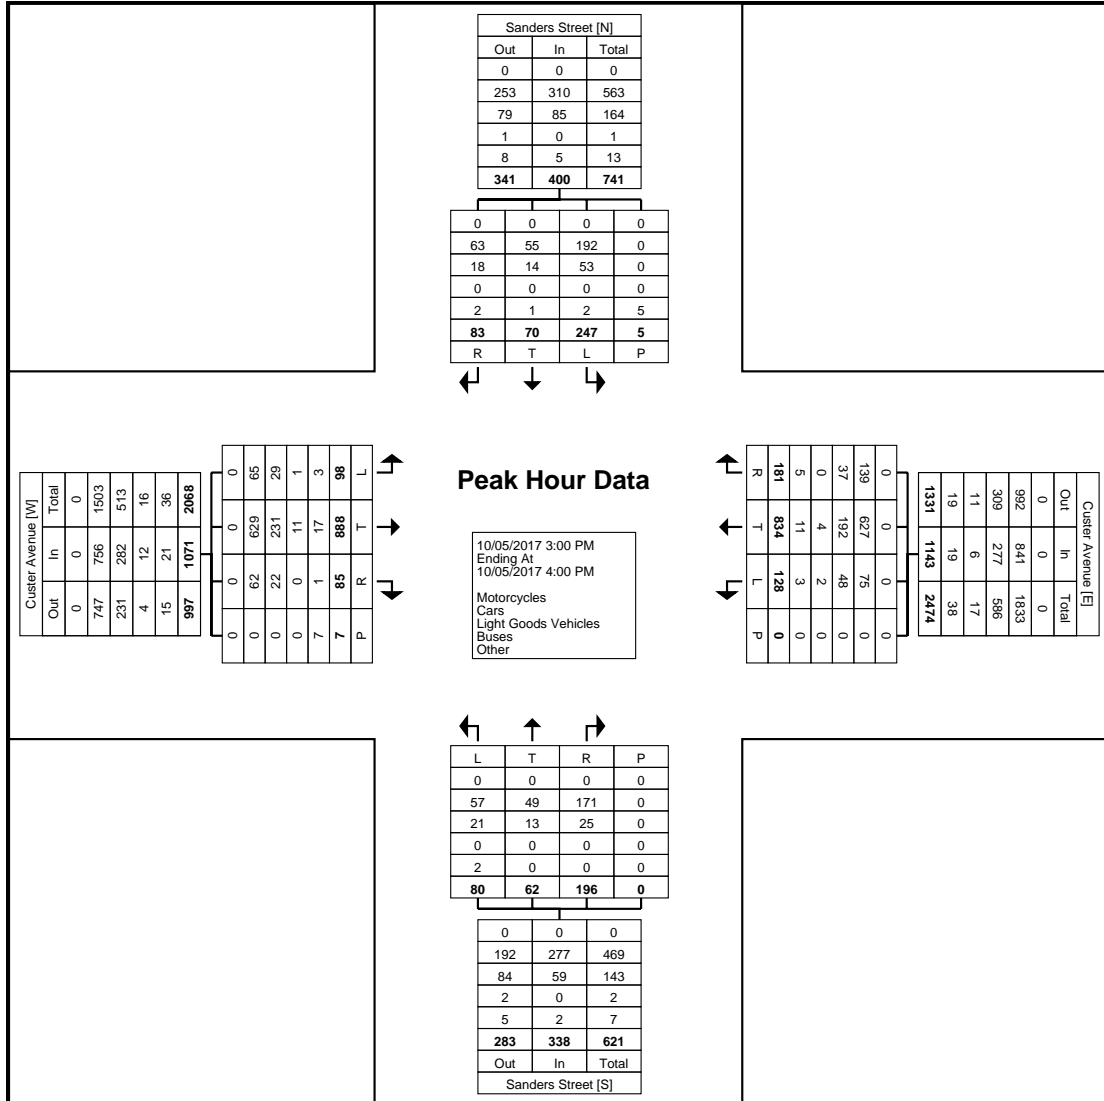 Sanders Street [N]
Out In Total
0 0 0
253 310 563
79 85 164
1 0 1
8 5 13
341 400 741
0 0 0 0
63 55 192 0
18 14 53 0
0 0 0 0
2 1 2 5
83 70 247 5
R T L P
Custer Avenue [W]
Total In Out
0 0 0
1503 756 747
513 282 231
16 12 4
36 21 15
2068 1071 997
0 0 0 0
65 629 62 0
29 231 22 0
1 11 0 0
3 17 1 7
98 888 85 7
L T R P
Peak Hour Data
10/05/2017 3:00 PM
Ending At
10/05/2017 4:00 PM
Motorcycles
Cars
Light Goods Vehicles
Buses
Other
R T L P
181 834 128 0
5 11 3 0
0 4 2 0
37 192 48 0
139 627 75 0
0 0 0 0
Custer Avenue [E]
Out In Total
0 0 0
992 841 1833
309 277 586
11 6 17
19 19 38
1331 1143 2474
L T R P
0 0 0 0
57 49 171 0
21 13 25 0
0 0 0 0
2 0 0 0
80 62 196 0
0 0 0
192 277 469
84 59 143
2 0 2
5 2 7
283 338 621
Out In Total
Sanders Street [S]